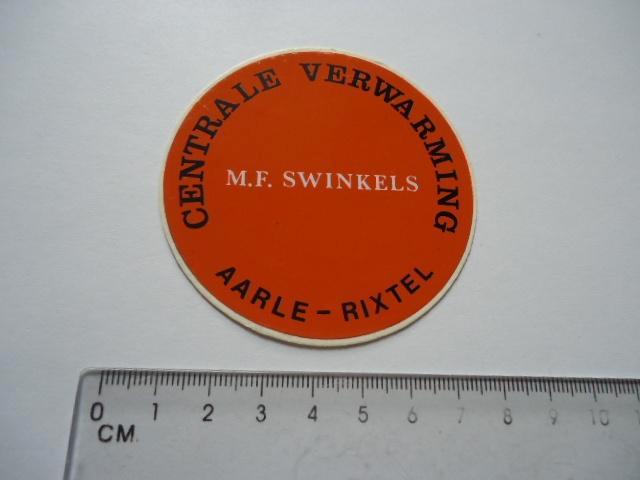 CENTRALE VERWARMING
M.F. SWINKELS
AARLE - RIXTEL
0 1 2 3 4 5 6 7 8 9 10
CM